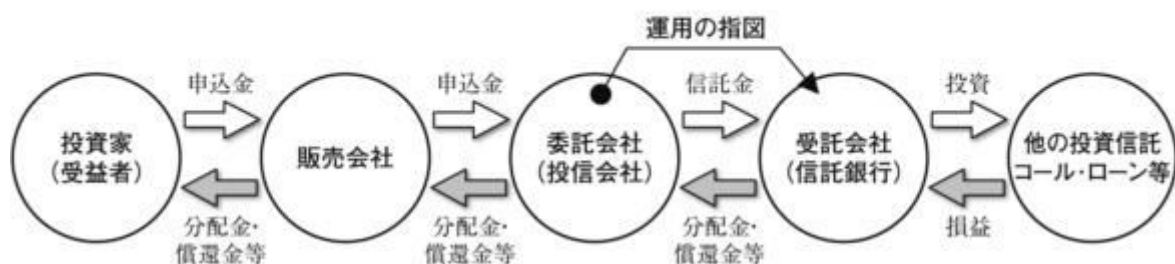 運用の指図
申込金
申込金
信託金
投資
投資家
(受益者)
販売会社
委託会社
(投信会社)
受託会社
(信託銀行)
他の投資信託
コール・ローン等
分配金・
償還金等
分配金・
償還金等
分配金・
償還金等
損益